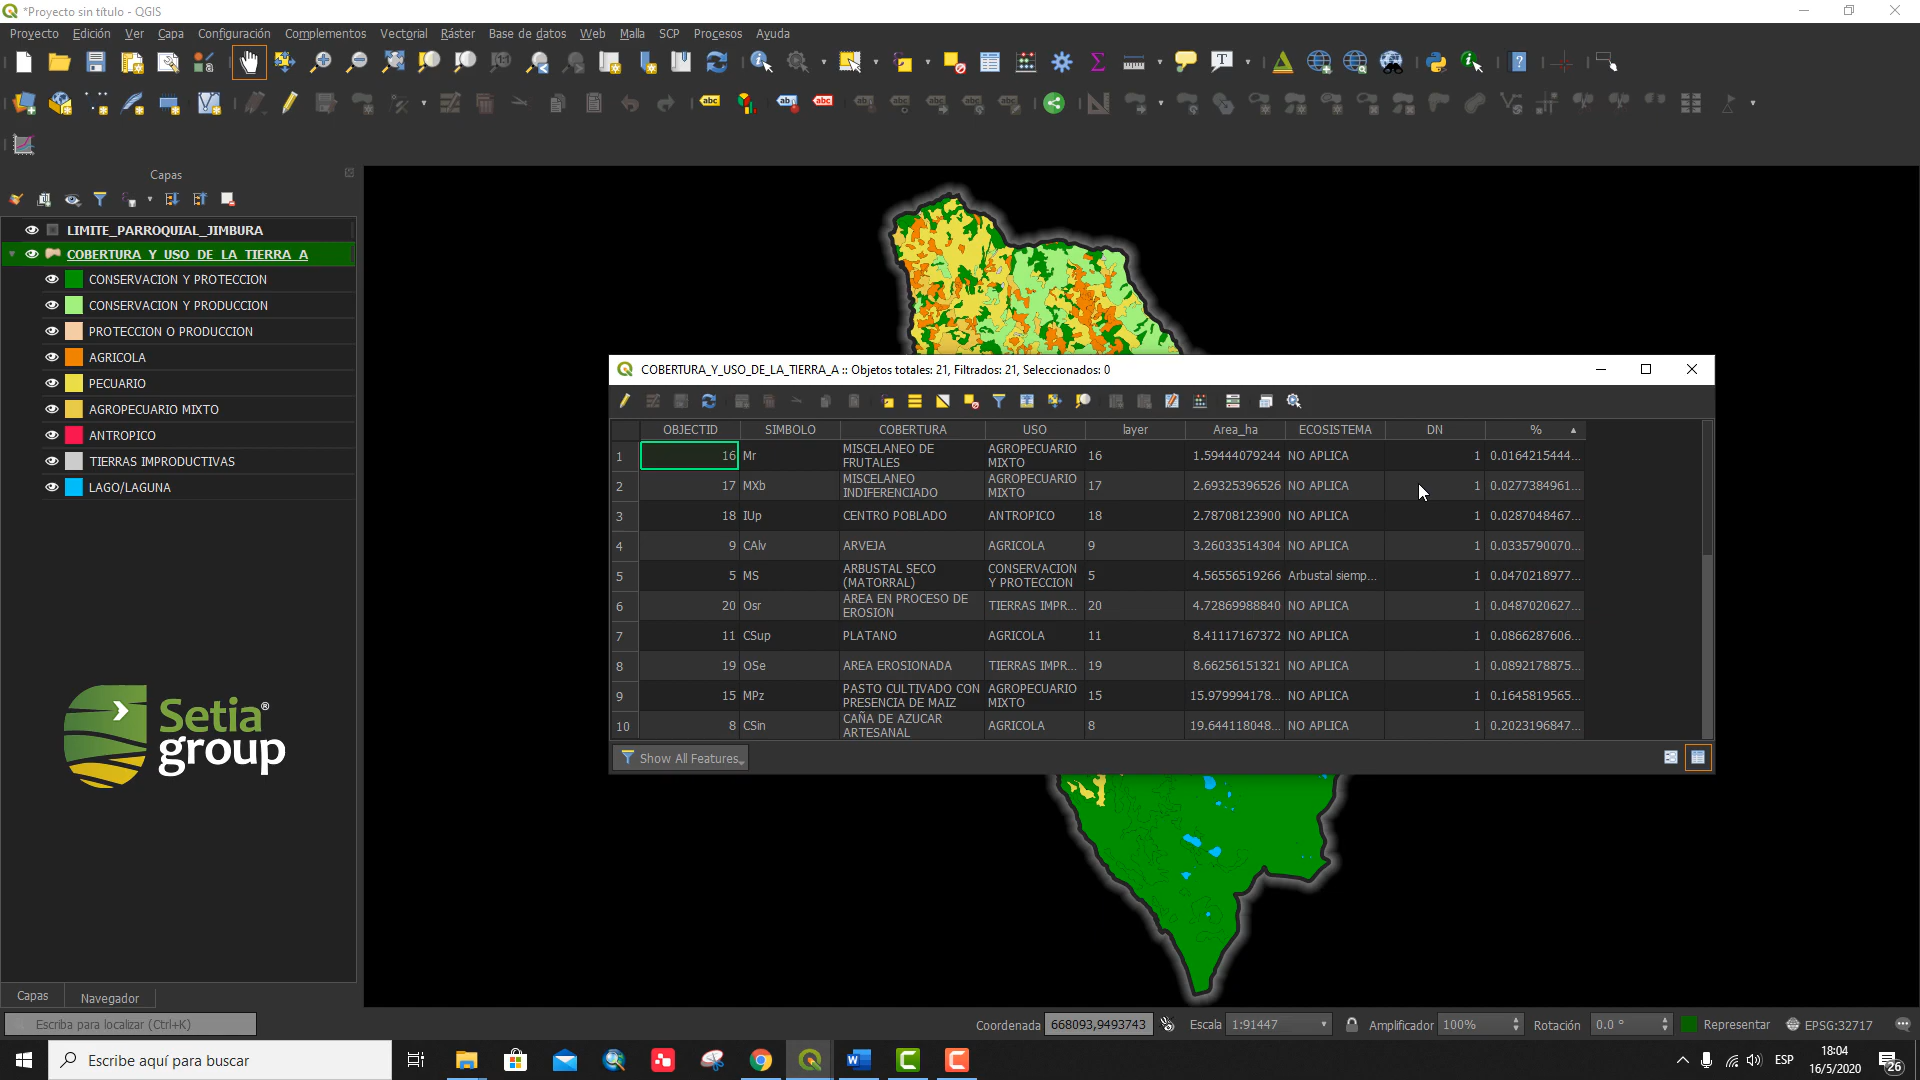 *Proyecto sin título - QGIS
Proyecto Edición Ver Capa Configuración Complementos Vectorial Ráster Base de datos Web Malla SCP Procesos Ayuda
Capas
LIMITE_PARROQUIAL_JIMBURA
COBERTURA_Y_USO_DE_LA_TIERRA_A
CONSERVACION Y PROTECCION
CONSERVACION Y PRODUCCION
PROTECCION O PRODUCCION
AGRICOLA
PECUARIO
AGROPECUARIO MIXTO
ANTROPICO
TIERRAS IMPRODUCTIVAS
LAGO/LAGUNA
Setia®
group
COBERTURA_Y_USO_DE_LA_TIERRA_A :: Objetos totales: 21, Filtrados: 21, Seleccionados: 0
OBJECTID SIMBOLO COBERTURA USO layer Area_ha ECOSISTEMA DN %
1 16 Mr MISCELANEO DE FRUTALES AGROPECUARIO MIXTO 16 1.59444079244 NO APLICA 1 0.0164215444...
2 17 MXb MISCELANEO INDIFERENCIADO AGROPECUARIO MIXTO 17 2.69325396526 NO APLICA 1 0.0277384961...
3 18 IUp CENTRO POBLADO ANTROPICO 18 2.78708123900 NO APLICA 1 0.0287048467...
4 9 CAlv ARVEJA AGRICOLA 9 3.26033514304 NO APLICA 1 0.0335790070...
5 5 MS ARBUSTAL SECO (MATORRAL) CONSERVACION Y PROTECCION 5 4.56556519266 Arbustal siemp... 1 0.0470218977...
6 20 Osr AREA EN PROCESO DE EROSION TIERRAS IMPR... 20 4.72869988840 NO APLICA 1 0.0487020627...
7 11 CSup PLATANO AGRICOLA 11 8.41117167372 NO APLICA 1 0.0866287606...
8 19 OSe AREA EROSIONADA TIERRAS IMPR... 19 8.66256151321 NO APLICA 1 0.0892178875...
9 15 MPz PASTO CULTIVADO CON PRESENCIA DE MAIZ AGROPECUARIO MIXTO 15 15.979994178... NO APLICA 1 0.1645819565...
10 8 CSin CAÑA DE AZUCAR ARTESANAL AGRICOLA 8 19.644118048... NO APLICA 1 0.2023196847...
Show All Features
Capas Navegador
Escriba para localizar (Ctrl+K) Coordenada 668093,9493743 Escala 1:91447 Amplificador 100% Rotación 0.0 ° Representar EPSG:32717
Escribe aquí para buscar
ESP
18:04
16/5/2020
26